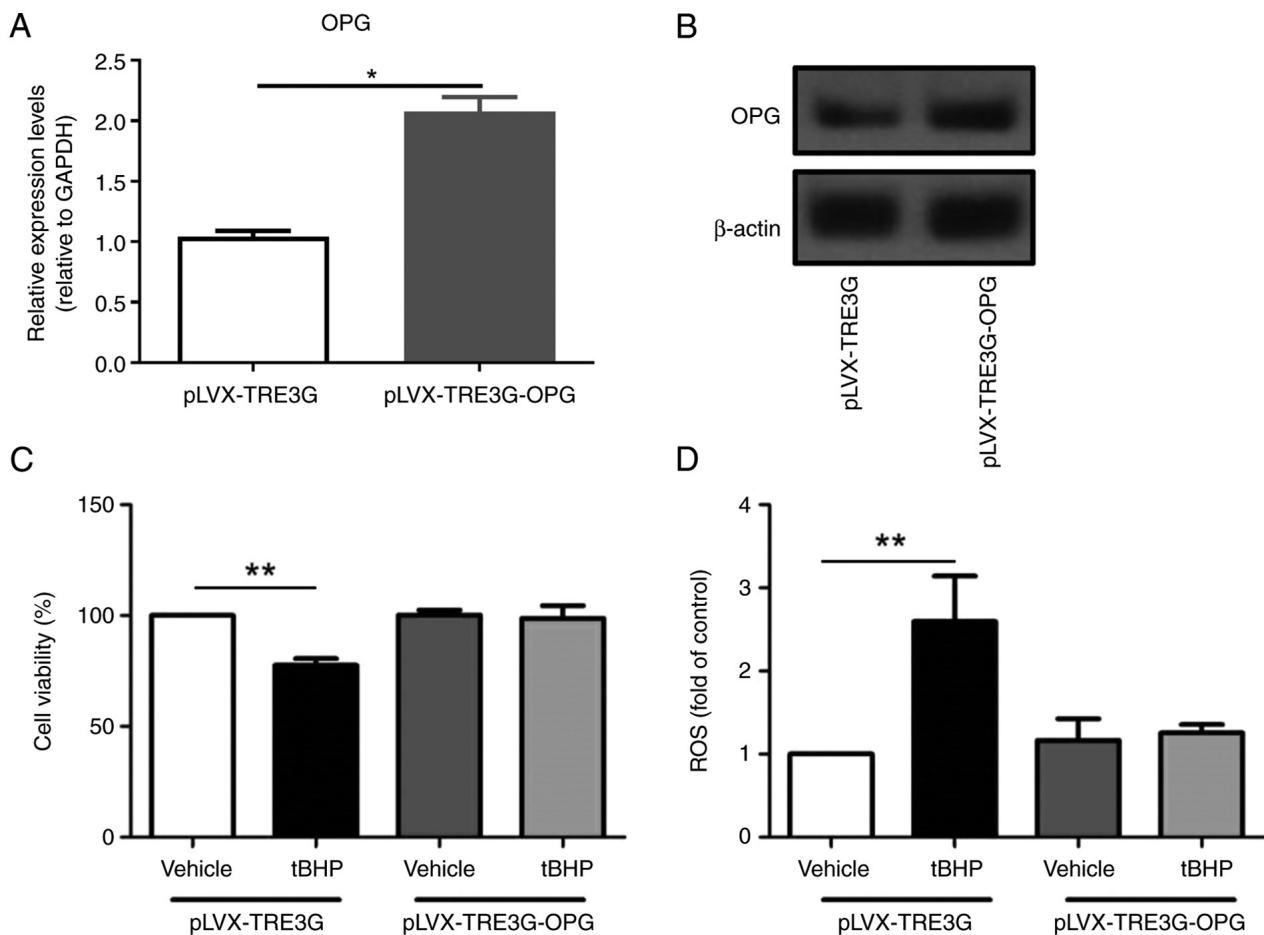 A
OPG
Relative expression levels
(relative to GAPDH)
2.5
2.0
1.5
1.0
0.5
0.0
*
pLVX-TRE3G
pLVX-TRE3G-OPG
B
OPG
β-actin
pLVX-TRE3G
pLVX-TRE3G-OPG
C
Cell viability (%)
150
100
50
0
**
Vehicle
tBHP
Vehicle
tBHP
pLVX-TRE3G
pLVX-TRE3G-OPG
D
ROS (fold of control)
4
3
2
1
0
**
Vehicle
tBHP
Vehicle
tBHP
pLVX-TRE3G
pLVX-TRE3G-OPG